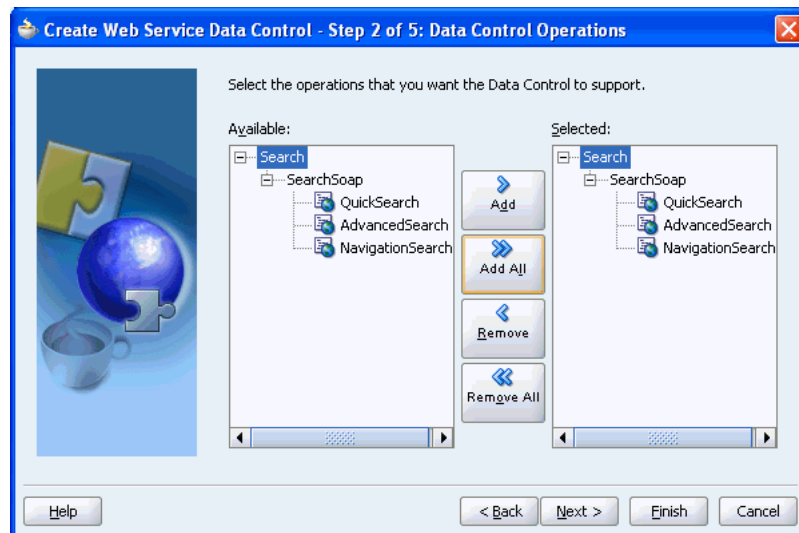 Create Web Service Data Control - Step 2 of 5: Data Control Operations
Select the operations that you want the Data Control to support.
Available:
Search
SearchSoap
QuickSearch
AdvancedSearch
NavigationSearch
Add
Add All
Remove
Remove All
Selected:
Search
SearchSoap
QuickSearch
AdvancedSearch
NavigationSearch
Help
< Back
Next >
Finish
Cancel